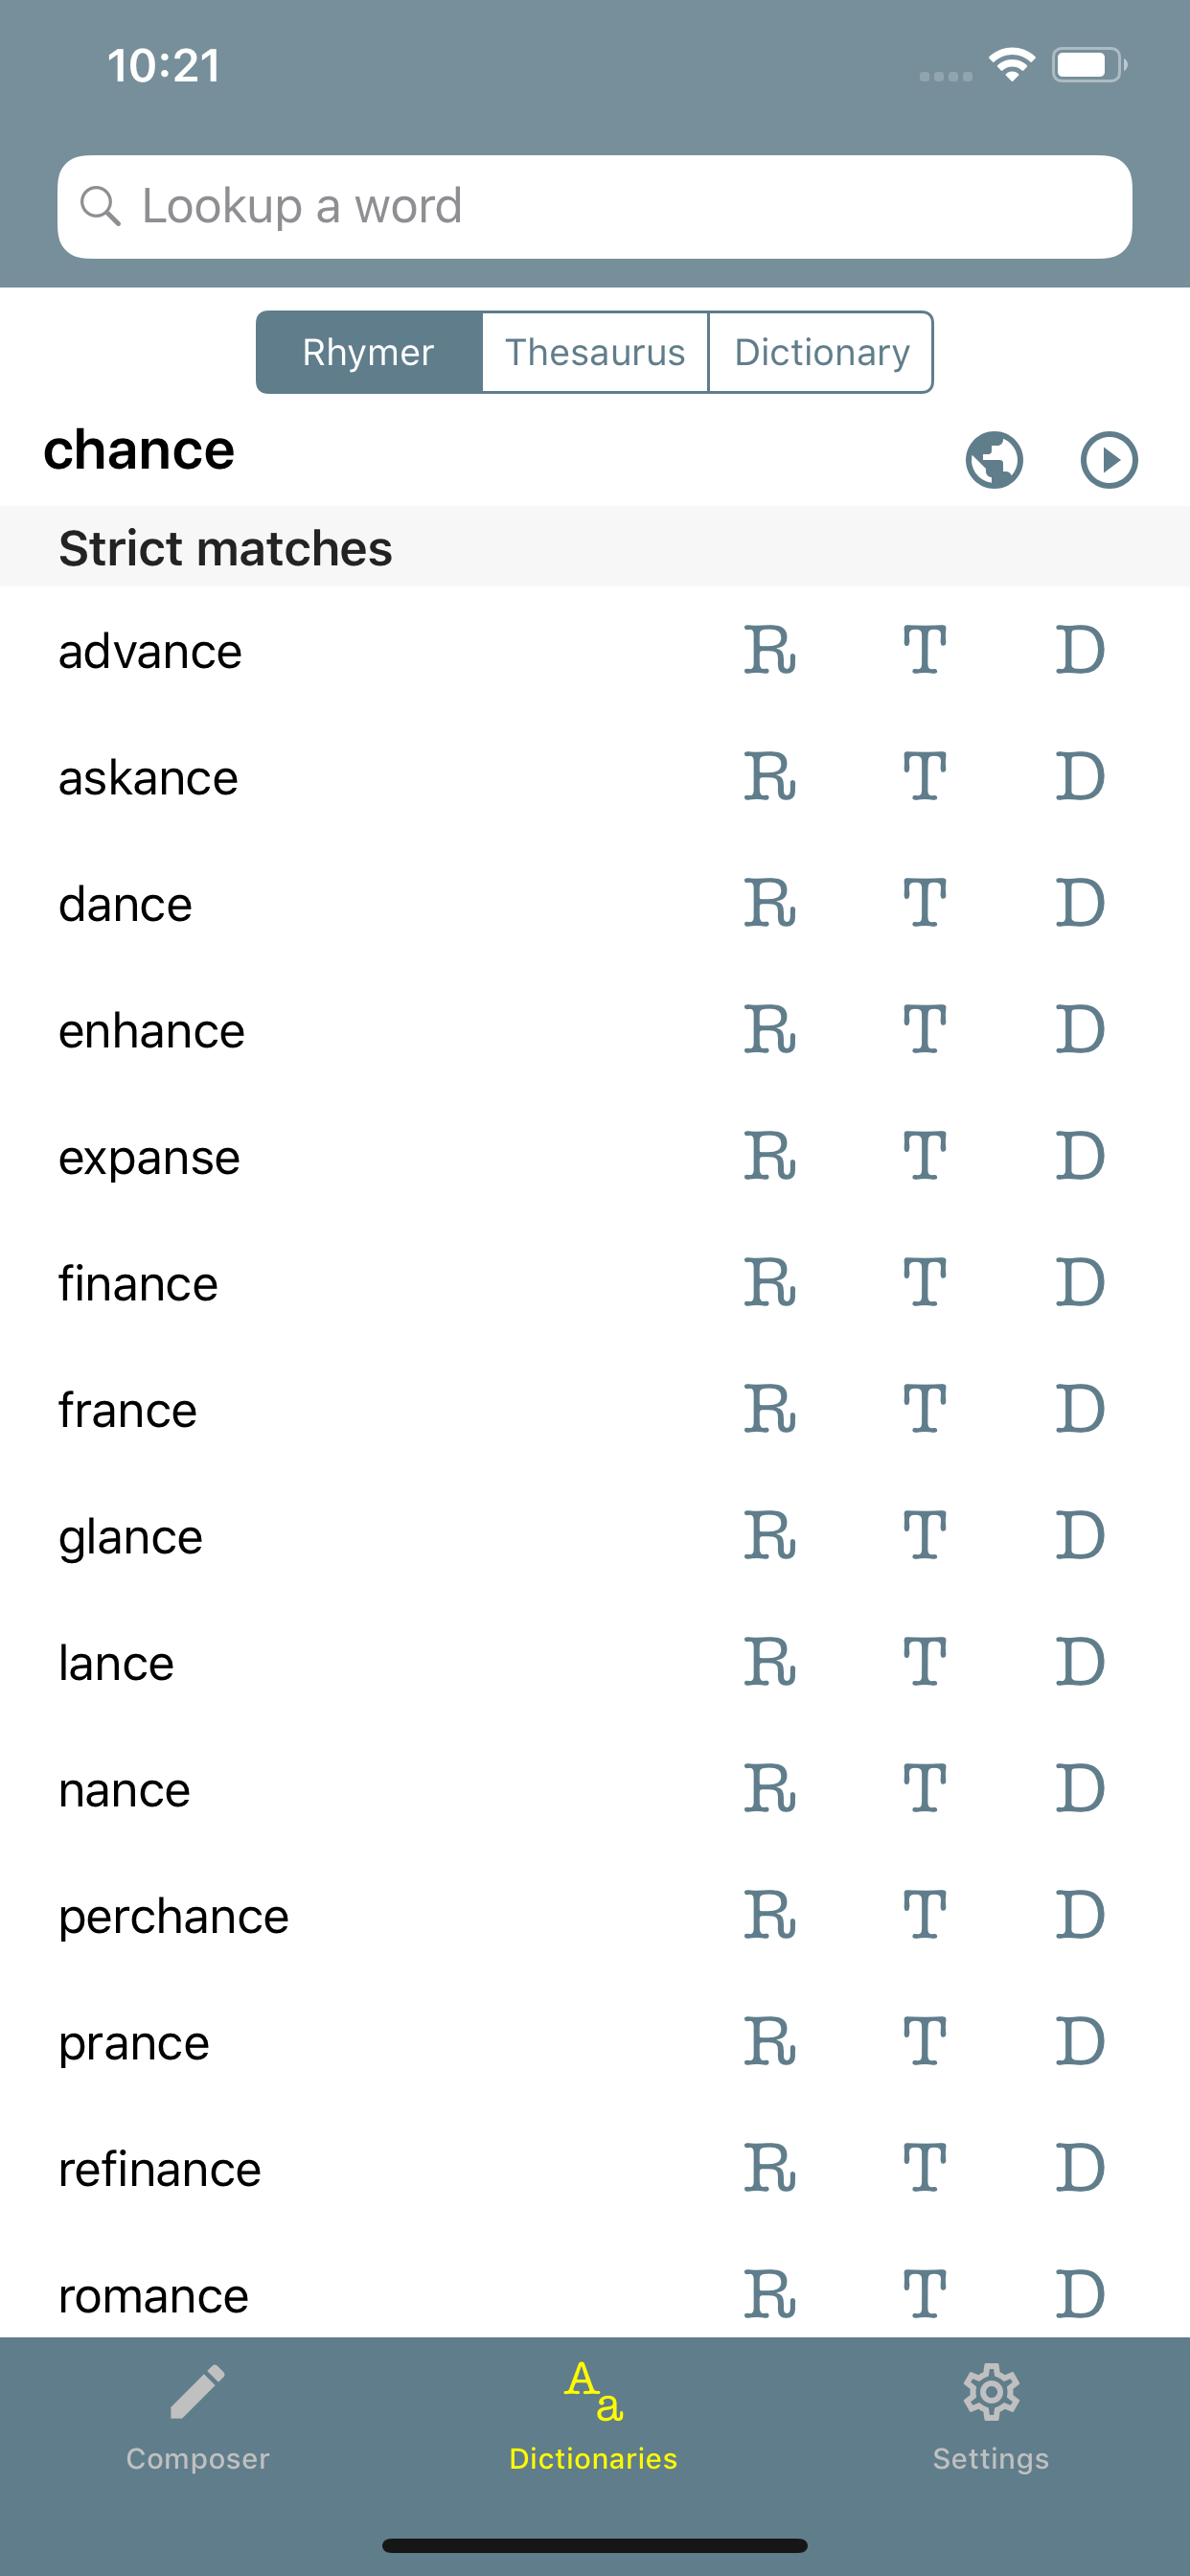 10:21
Lookup a word
Rhymer Thesaurus Dictionary
chance
Strict matches
advance R T D
askance R T D
dance R T D
enhance R T D
expanse R T D
finance R T D
france R T D
glance R T D
lance R T D
nance R T D
perchance R T D
prance R T D
refinance R T D
romance R T D
Aa
Composer Dictionaries Settings